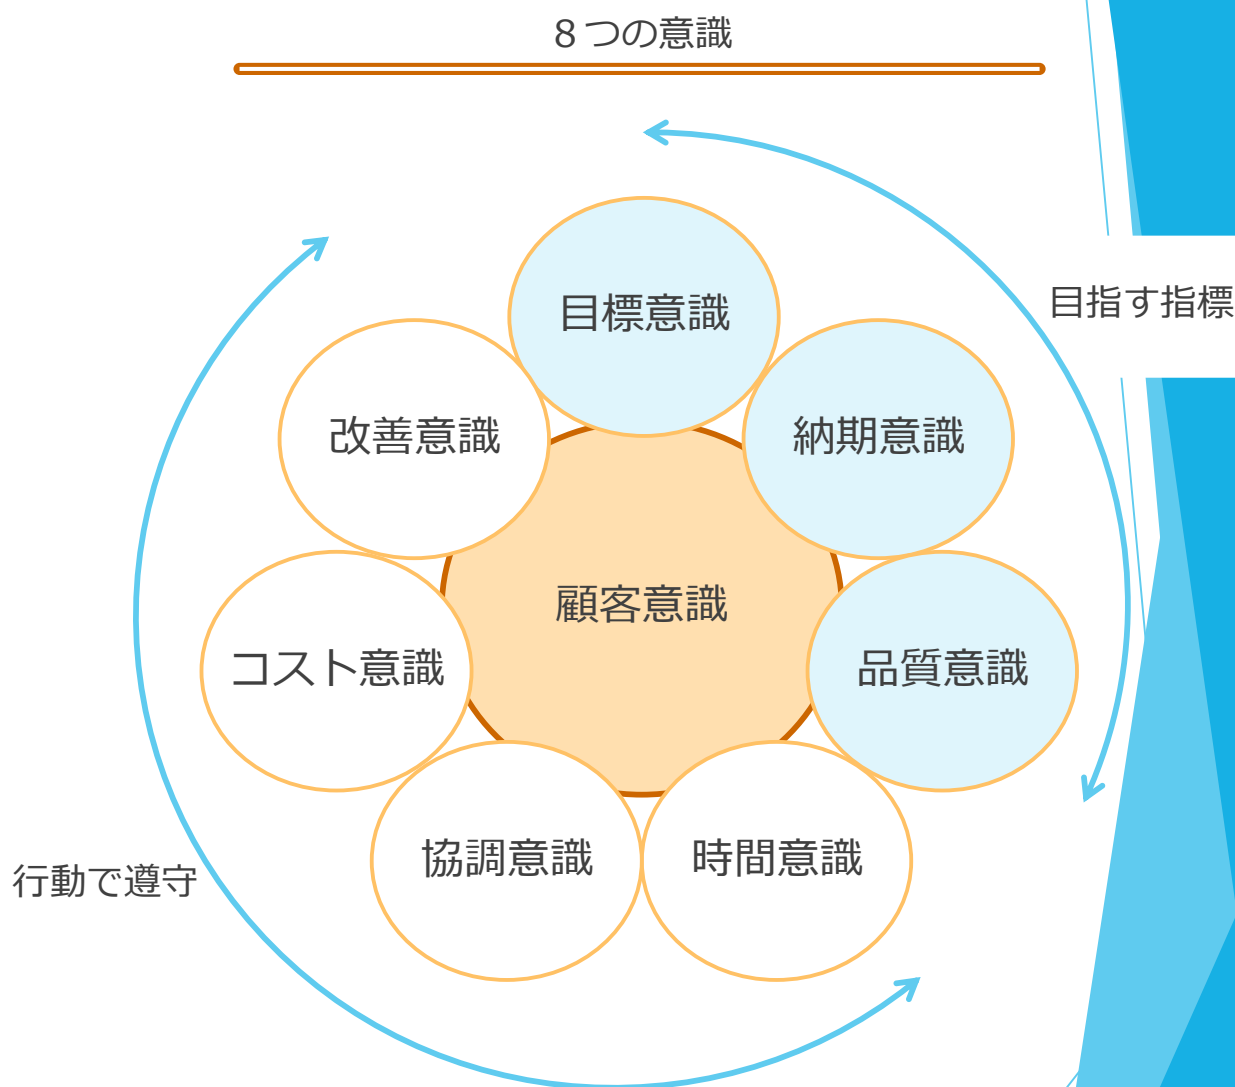 ８つの意識
目指す指標
目標意識
改善意識
納期意識
顧客意識
コスト意識
品質意識
協調意識
時間意識
行動で遵守